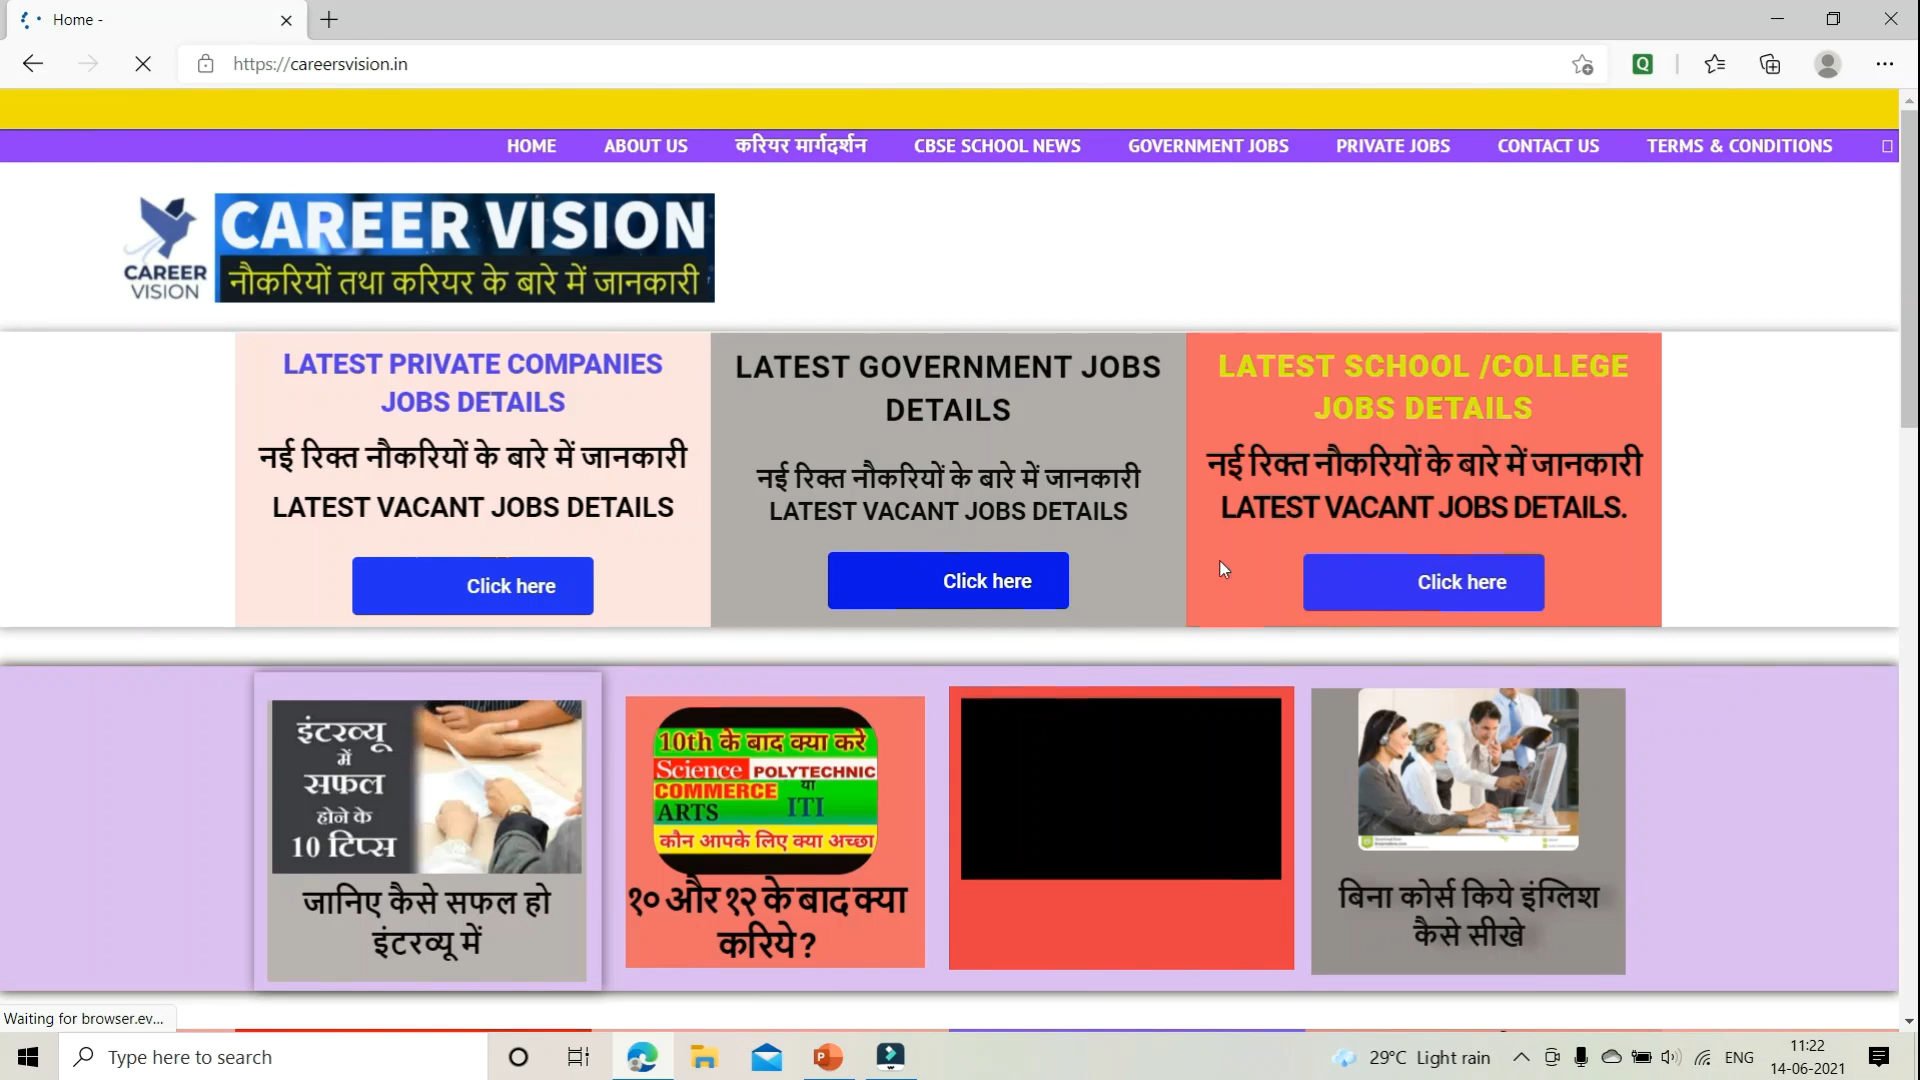 Home -
https://careersvision.in
HOME ABOUT US करियर मार्गदर्शन CBSE SCHOOL NEWS GOVERNMENT JOBS PRIVATE JOBS CONTACT US TERMS & CONDITIONS
CAREER VISION
नौकरियों तथा करियर के बारे में जानकारी
CAREER
VISION
LATEST PRIVATE COMPANIES
JOBS DETAILS
नई रिक्त नौकरियों के बारे में जानकारी
LATEST VACANT JOBS DETAILS
Click here
LATEST GOVERNMENT JOBS
DETAILS
नई रिक्त नौकरियों के बारे में जानकारी
LATEST VACANT JOBS DETAILS
Click here
LATEST SCHOOL /COLLEGE
JOBS DETAILS
नई रिक्त नौकरियों के बारे में जानकारी
LATEST VACANT JOBS DETAILS.
Click here
इंटरव्यू
में
सफल
होने के
10 टिप्स
जानिए कैसे सफल हो
इंटरव्यू में
10th के बाद क्या करे
Science POLYTECHNIC
COMMERCE या
ARTS ITI
कौन आपके लिए क्या अच्छा
१० और १२ के बाद क्या
करिये?
बिना कोर्स किये इंग्लिश
कैसे सीखे
Waiting for browser.ev...
Type here to search
29°C Light rain
ENG
11:22
14-06-2021